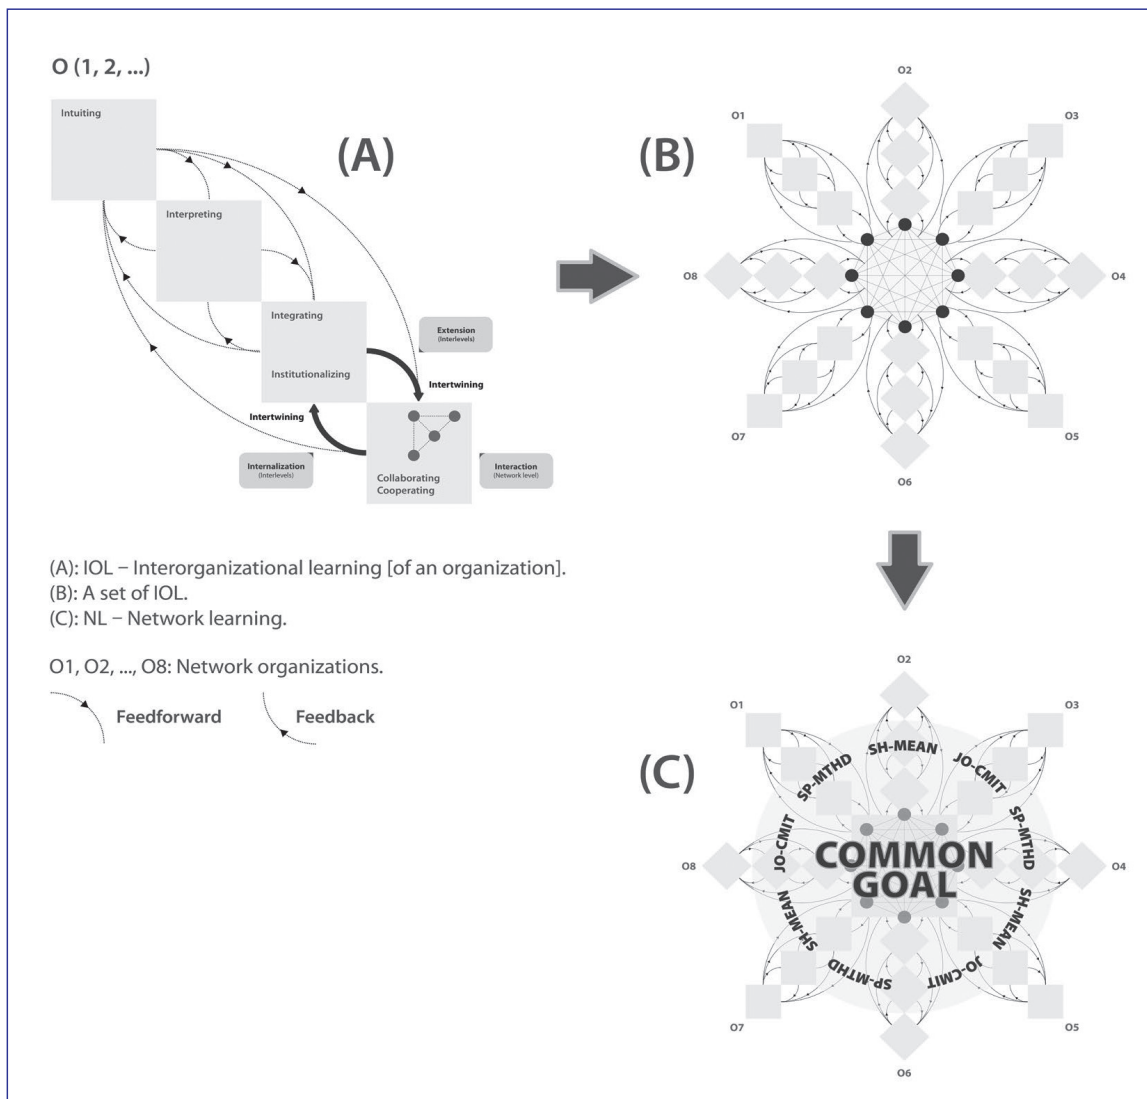 O (1, 2, ...)
Intuiting
(A)
Interpreting
Integrating
Institutionalizing
Extension
(Interlevels)
Intertwining
Intertwining
Internalization
(Interlevels)
Interaction
(Network level)
Collaborating
Cooperating
(B)
O1
O2
O3
O4
O5
O6
O7
O8
(A): IOL – Interorganizational learning [of an organization].
(B): A set of IOL.
(C): NL – Network learning.
O1, O2, ..., O8: Network organizations.
Feedforward
Feedback
(C)
O1
O2
O3
O4
O5
O6
O7
O8
SH-MEAN
JO-CMIT
SP-MTHD
SH-MEAN
JO-CMIT
SP-MTHD
SH-MEAN
JO-CMIT
SP-MTHD
COMMON
GOAL